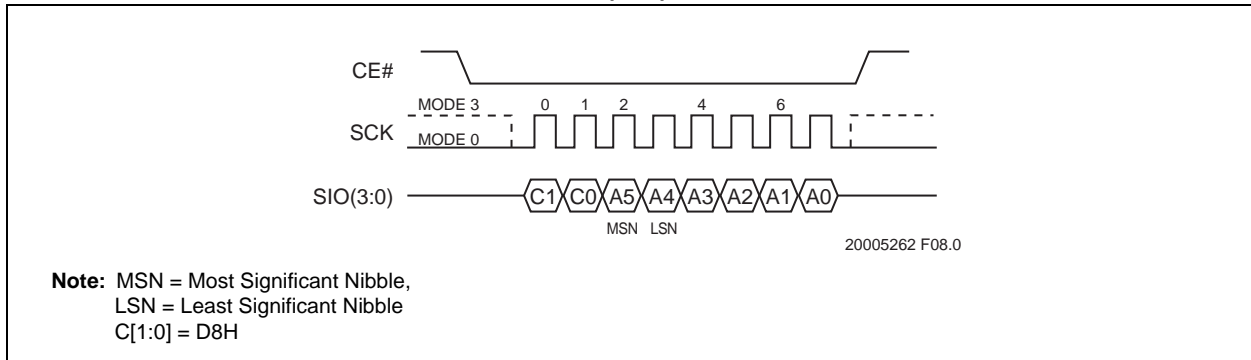 CE#
MODE 3 0 1 2 4 6
SCK
MODE 0
SIO(3:0) C1 C0 A5 A4 A3 A2 A1 A0
MSN LSN
20005262 F08.0
Note: MSN = Most Significant Nibble,
LSN = Least Significant Nibble
C[1:0] = D8H